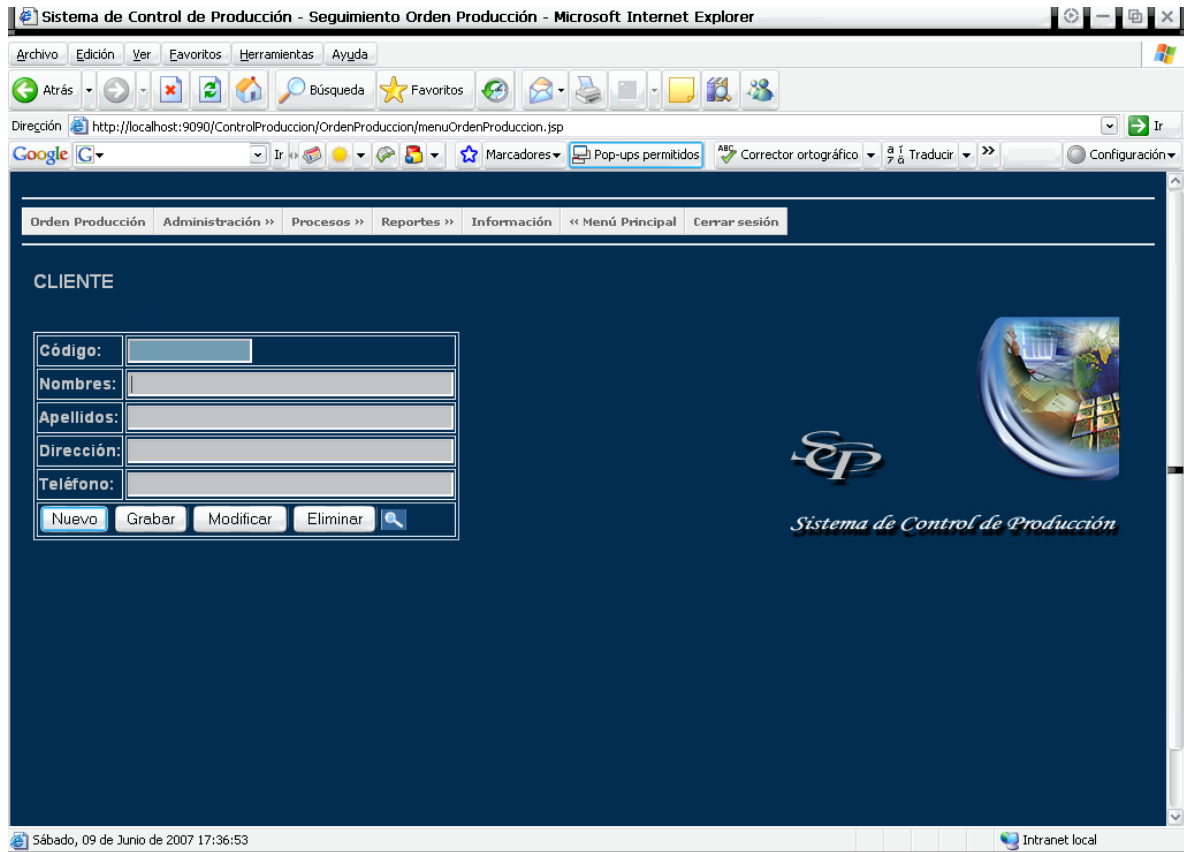 Sistema de Control de Producción - Seguimiento Orden Producción - Microsoft Internet Explorer
Archivo Edición Ver Favoritos Herramientas Ayuda
Atrás Búsqueda Favoritos
Dirección http://localhost:9090/ControlProduccion/OrdenProduccion/menuOrdenProduccion.jsp Ir
Google G Ir Marcadores Pop-ups permitidos ABC Corrector ortográfico Traducir >> Configuración
Orden Producción Administración >> Procesos >> Reportes >> Información << Menú Principal Cerrar sesión
CLIENTE
Código:
Nombres:
Apellidos:
Dirección:
Teléfono:
Nuevo Grabar Modificar Eliminar
SCP
Sistema de Control de Producción
Sábado, 09 de Junio de 2007 17:36:53 Intranet local